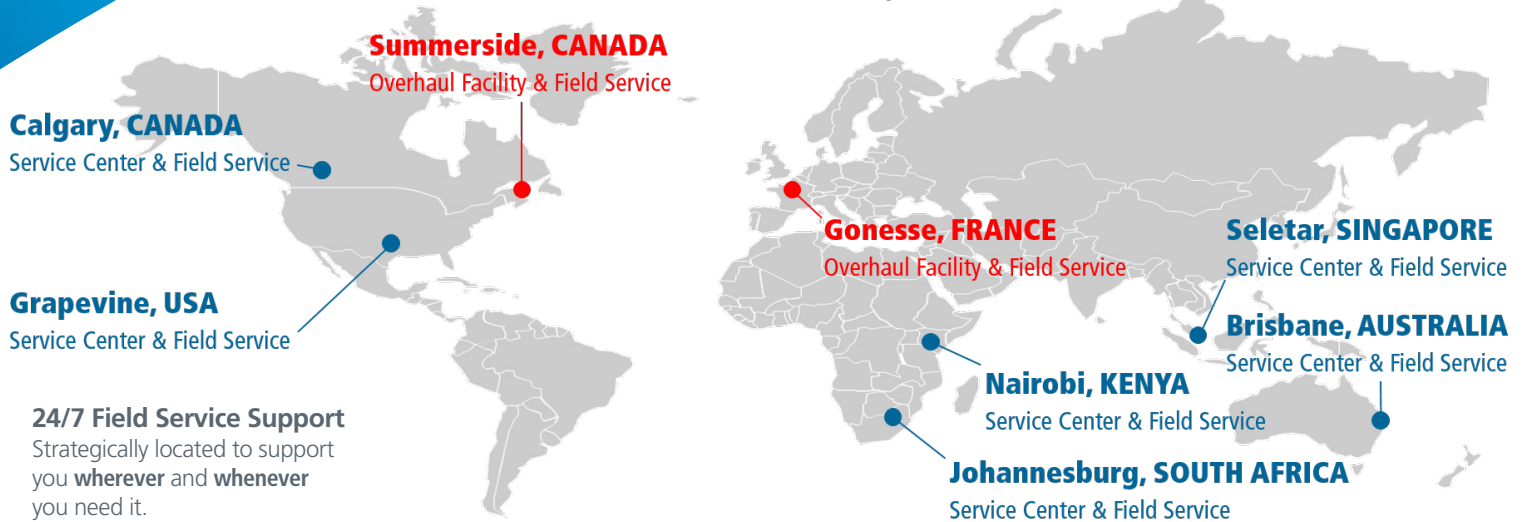 Summerside, CANADA
Overhaul Facility & Field Service
Calgary, CANADA
Service Center & Field Service
Gonesse, FRANCE
Overhaul Facility & Field Service
Seletar, SINGAPORE
Service Center & Field Service
Grapevine, USA
Service Center & Field Service
Brisbane, AUSTRALIA
Service Center & Field Service
Nairobi, KENYA
Service Center & Field Service
24/7 Field Service Support
Strategically located to support
you wherever and whenever
you need it.
Johannesburg, SOUTH AFRICA
Service Center & Field Service